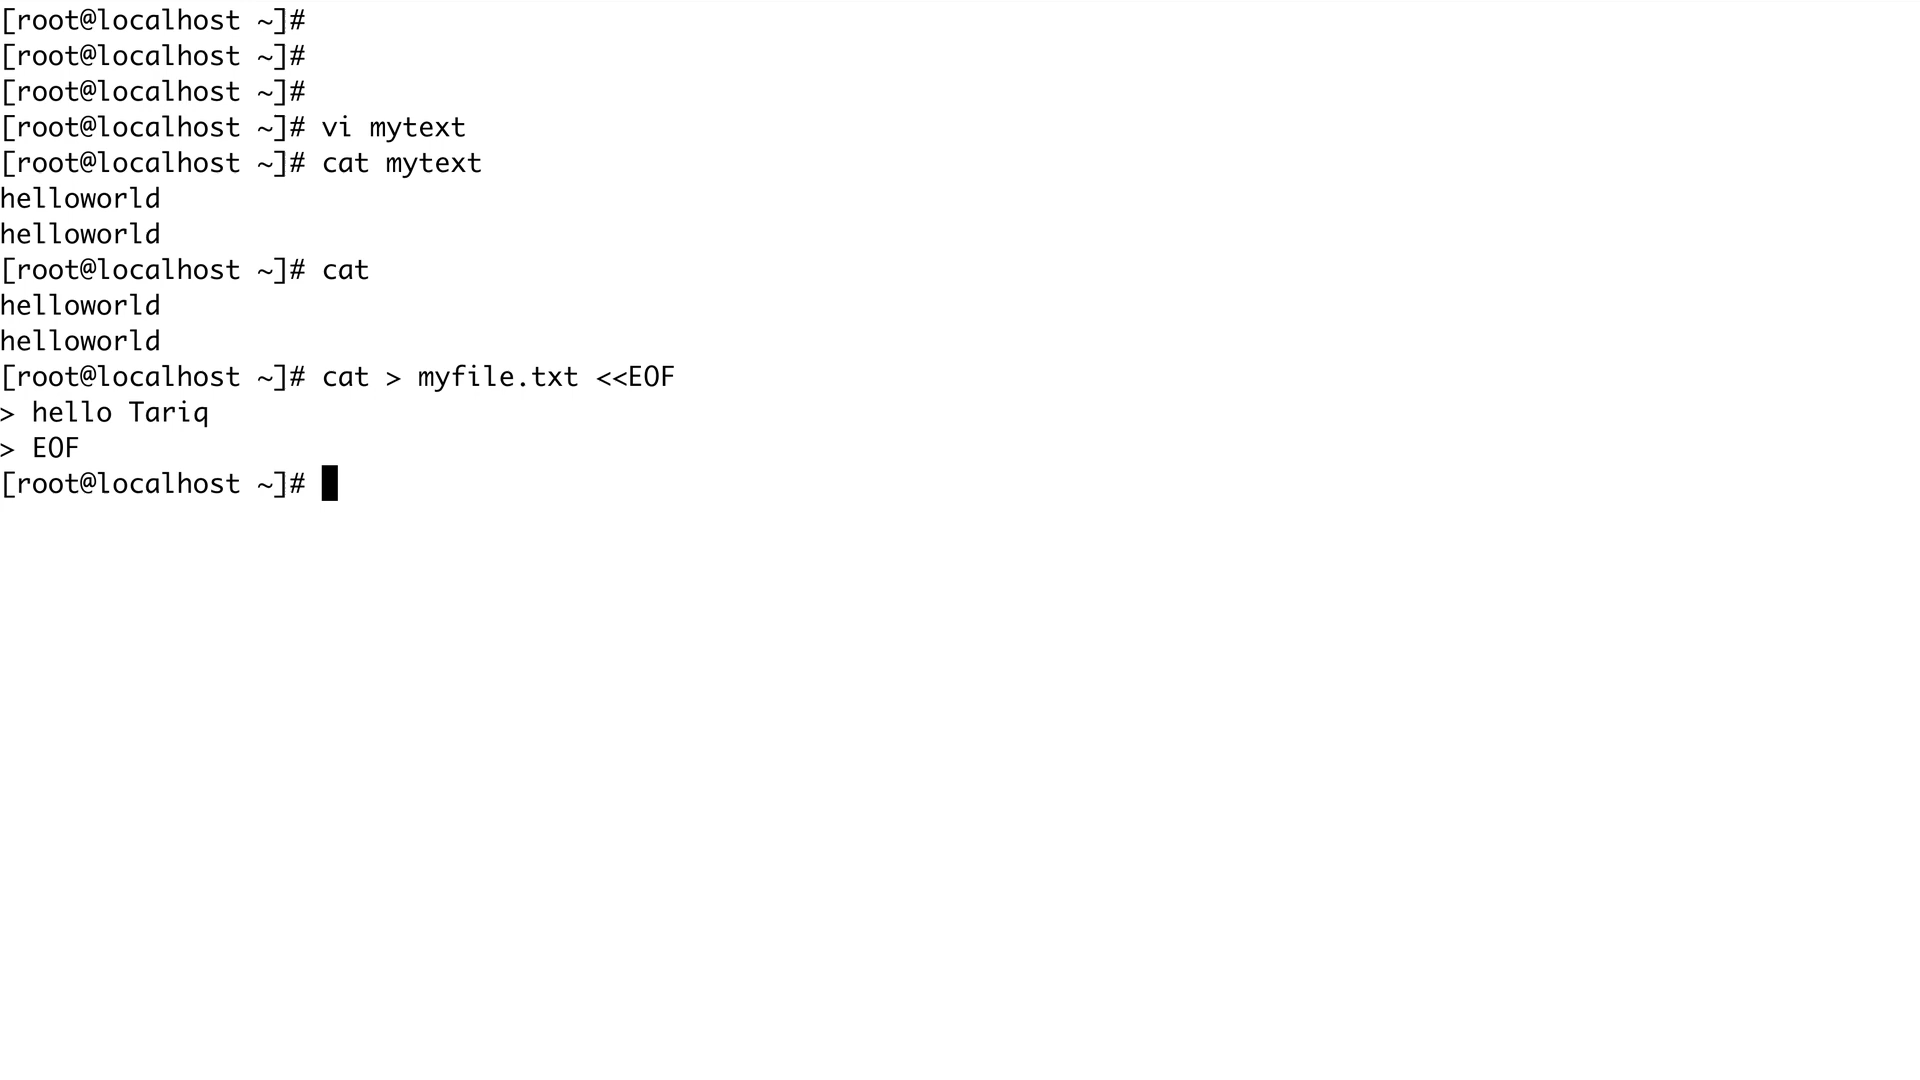 [root@localhost ~]#
[root@localhost ~]#
[root@localhost ~]#
[root@localhost ~]# vi mytext
[root@localhost ~]# cat mytext
helloworld
helloworld
[root@localhost ~]# cat
helloworld
helloworld
[root@localhost ~]# cat > myfile.txt <<EOF
> hello Tariq
> EOF
[root@localhost ~]#